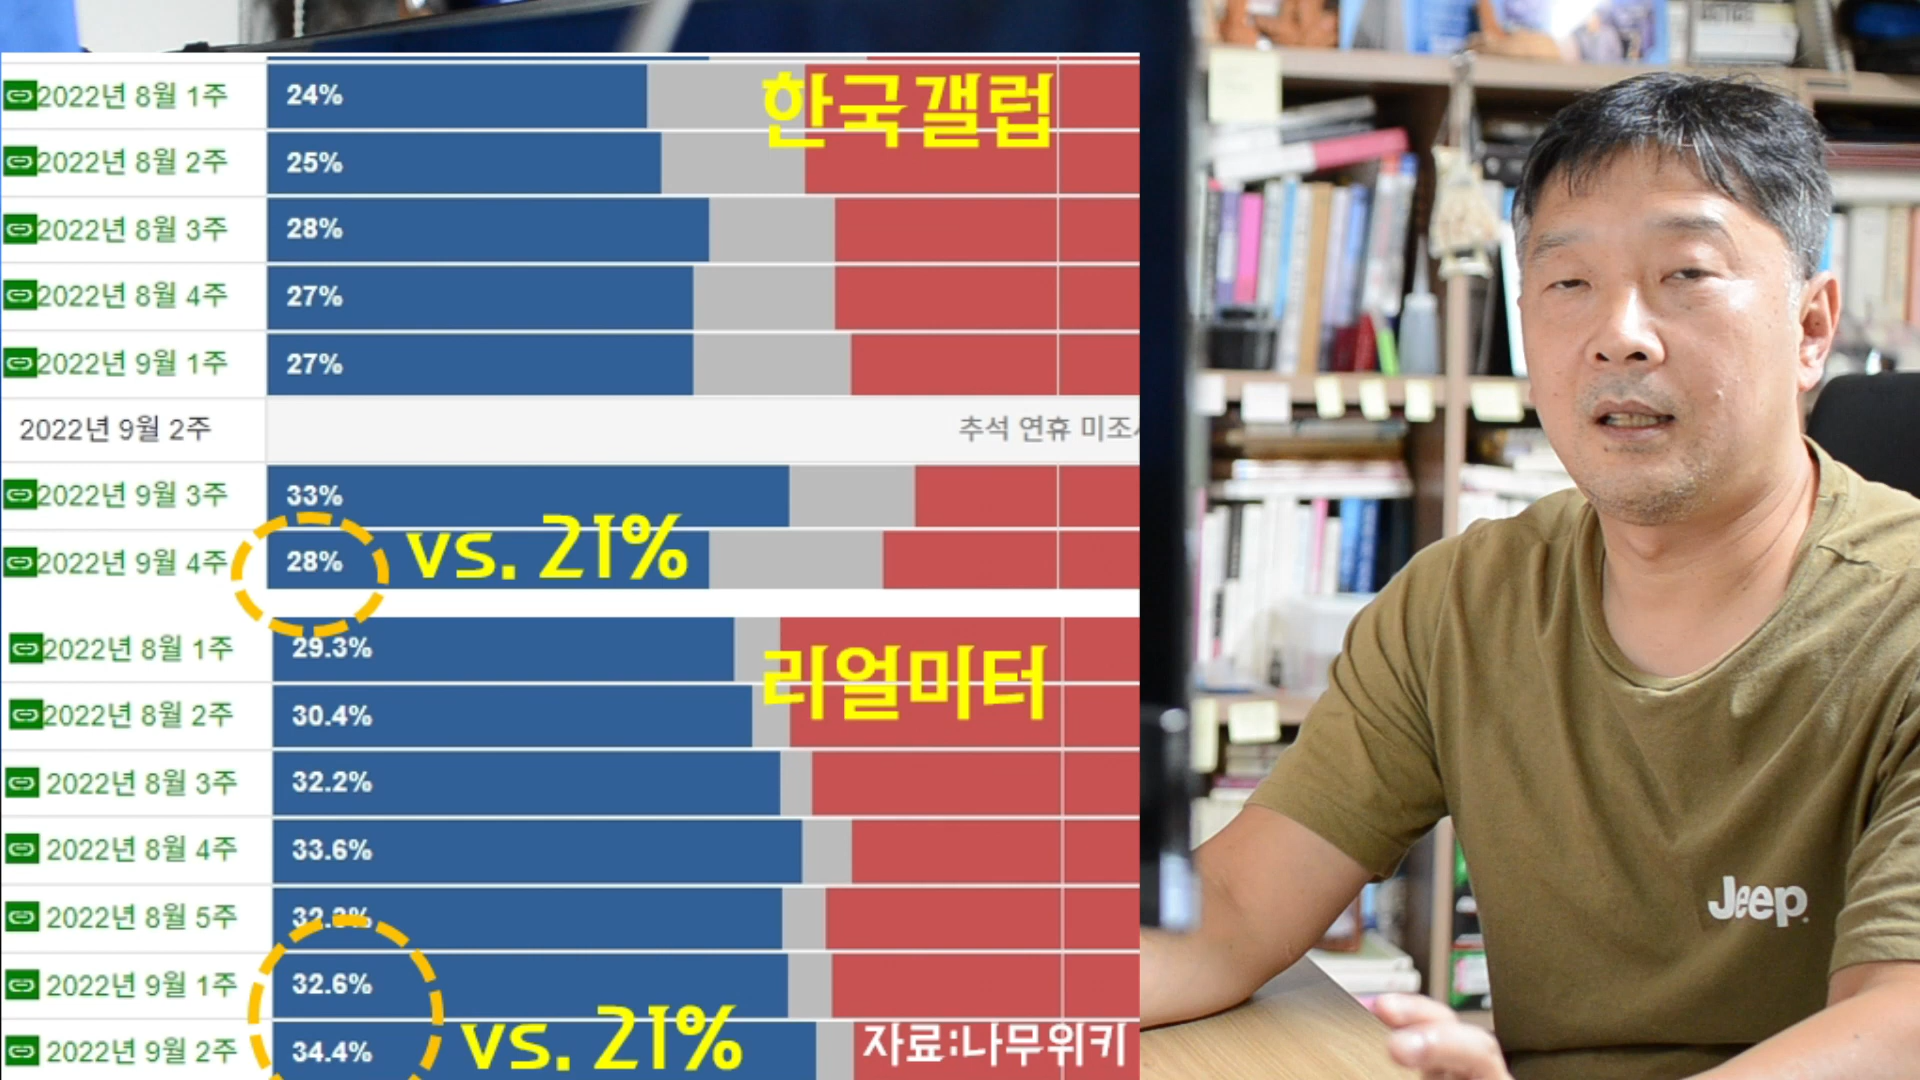 2022년 8월 1주 24%
한국갤럽
2022년 8월 2주 25%
2022년 8월 3주 28%
2022년 8월 4주 27%
2022년 9월 1주 27%
2022년 9월 2주 추석 연휴 미조
2022년 9월 3주 33%
2022년 9월 4주 28% vs. 21%
2022년 8월 1주 29.3%
리얼미터
2022년 8월 2주 30.4%
2022년 8월 3주 32.2%
2022년 8월 4주 33.6%
2022년 8월 5주
2022년 9월 1주 32.6%
2022년 9월 2주 34.4% vs. 21%
자료:나무위키
Jeep